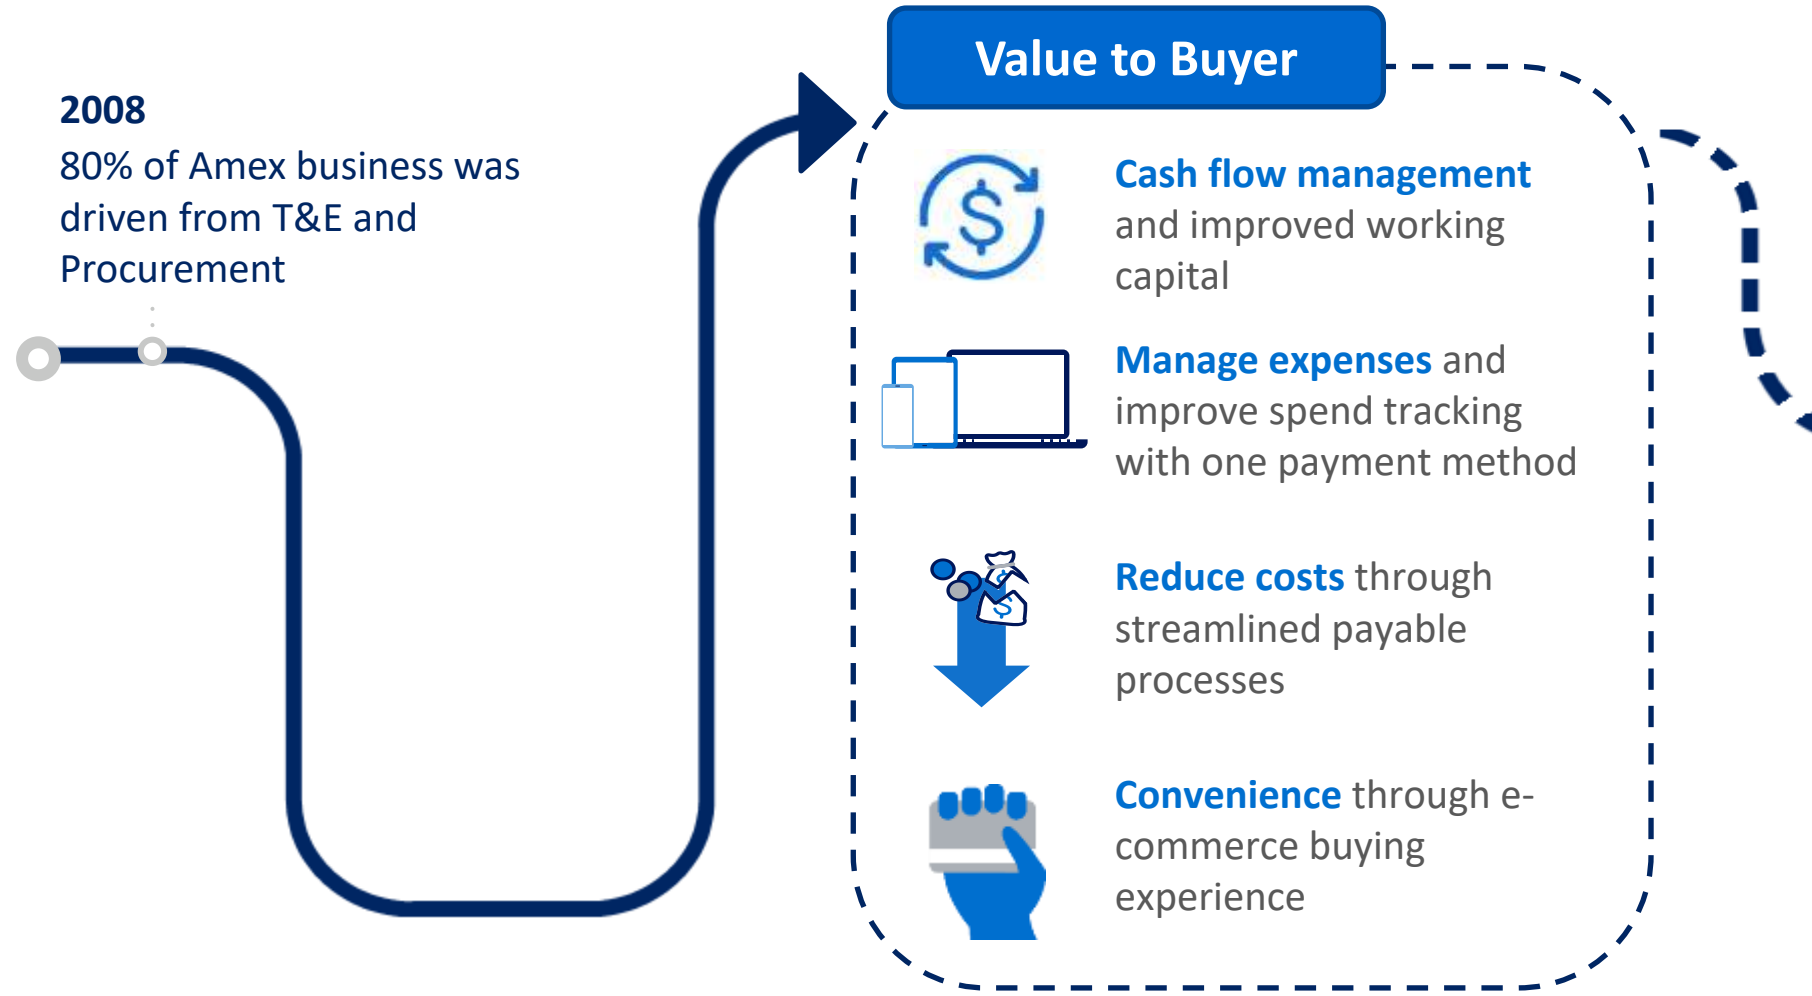 2008
80% of Amex business was
driven from T&E and
Procurement
Value to Buyer
Cash flow management
and improved working
capital
Manage expenses and
improve spend tracking
with one payment method
Reduce costs through
streamlined payable
processes
Convenience through e-
commerce buying
experience